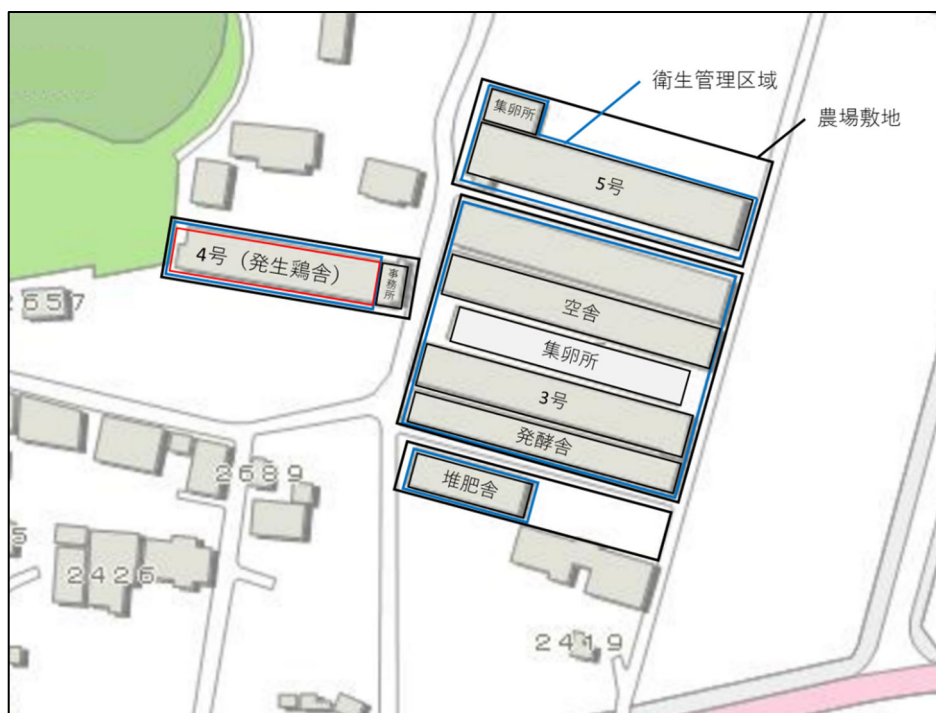 衛生管理区域
農場敷地
集卵所
5号
4号（発生鶏舎）
事務所
空舎
集卵所
3号
発酵舎
堆肥舎
2657
2689
2426
2419